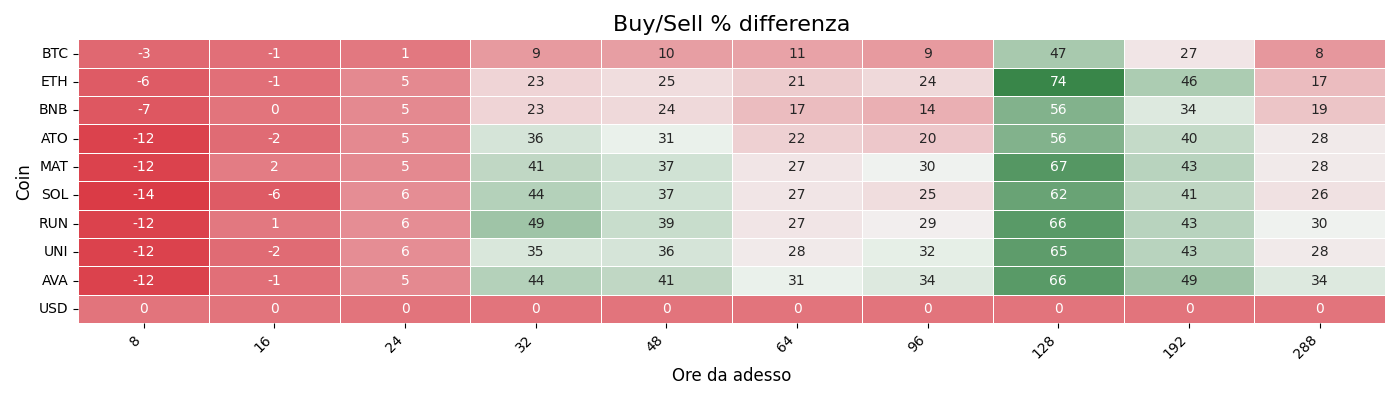 Buy/Sell % differenza
Coin
BTC -3 -1 1 9 10 11 9 47 27 8
ETH -6 -1 5 23 25 21 24 74 46 17
BNB -7 0 5 23 24 17 14 56 34 19
ATO -12 -2 5 36 31 22 20 56 40 28
MAT -12 2 5 41 37 27 30 67 43 28
SOL -14 -6 6 44 37 27 25 62 41 26
RUN -12 1 6 49 39 27 29 66 43 30
UNI -12 -2 6 35 36 28 32 65 43 28
AVA -12 -1 5 44 41 31 34 66 49 34
USD 0 0 0 0 0 0 0 0 0 0
8 16 24 32 48 64 96 128 192 288
Ore da adesso